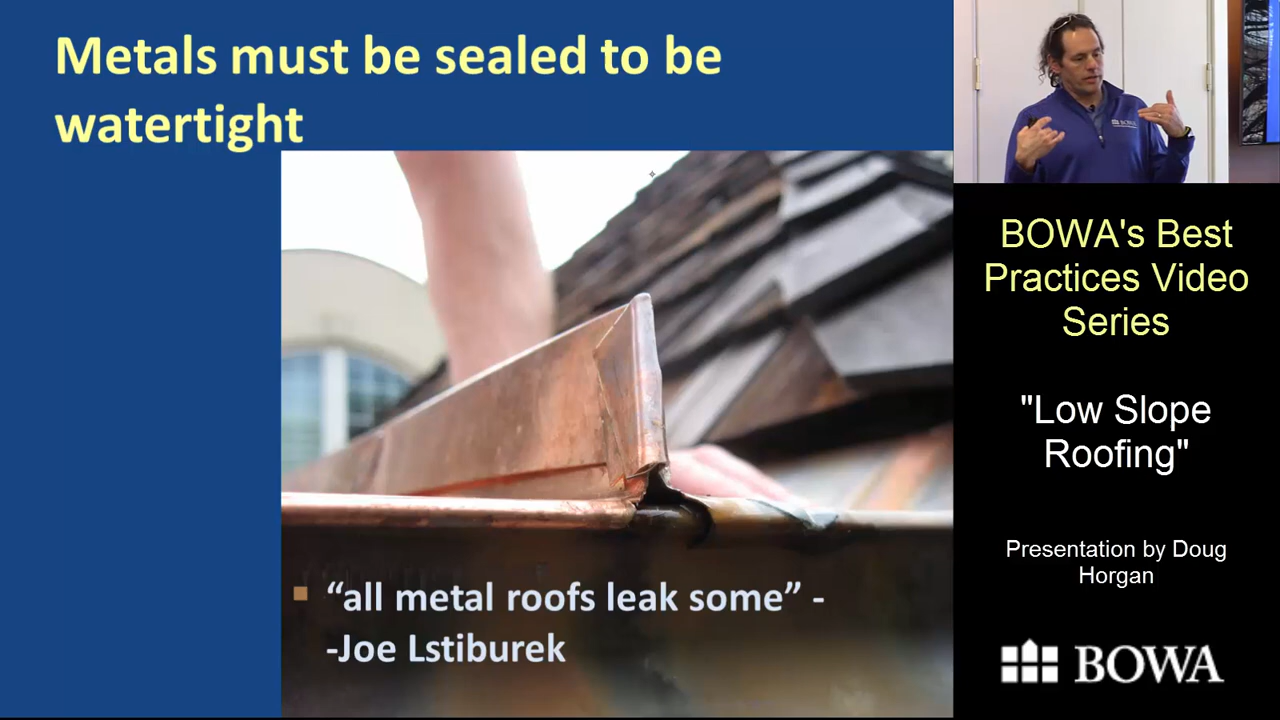 Metals must be sealed to be
watertight
“all metal roofs leak some” -
-Joe Lstiburek
BOWA
BOWA's Best
Practices Video
Series
"Low Slope
Roofing"
Presentation by Doug
Horgan
BOWA